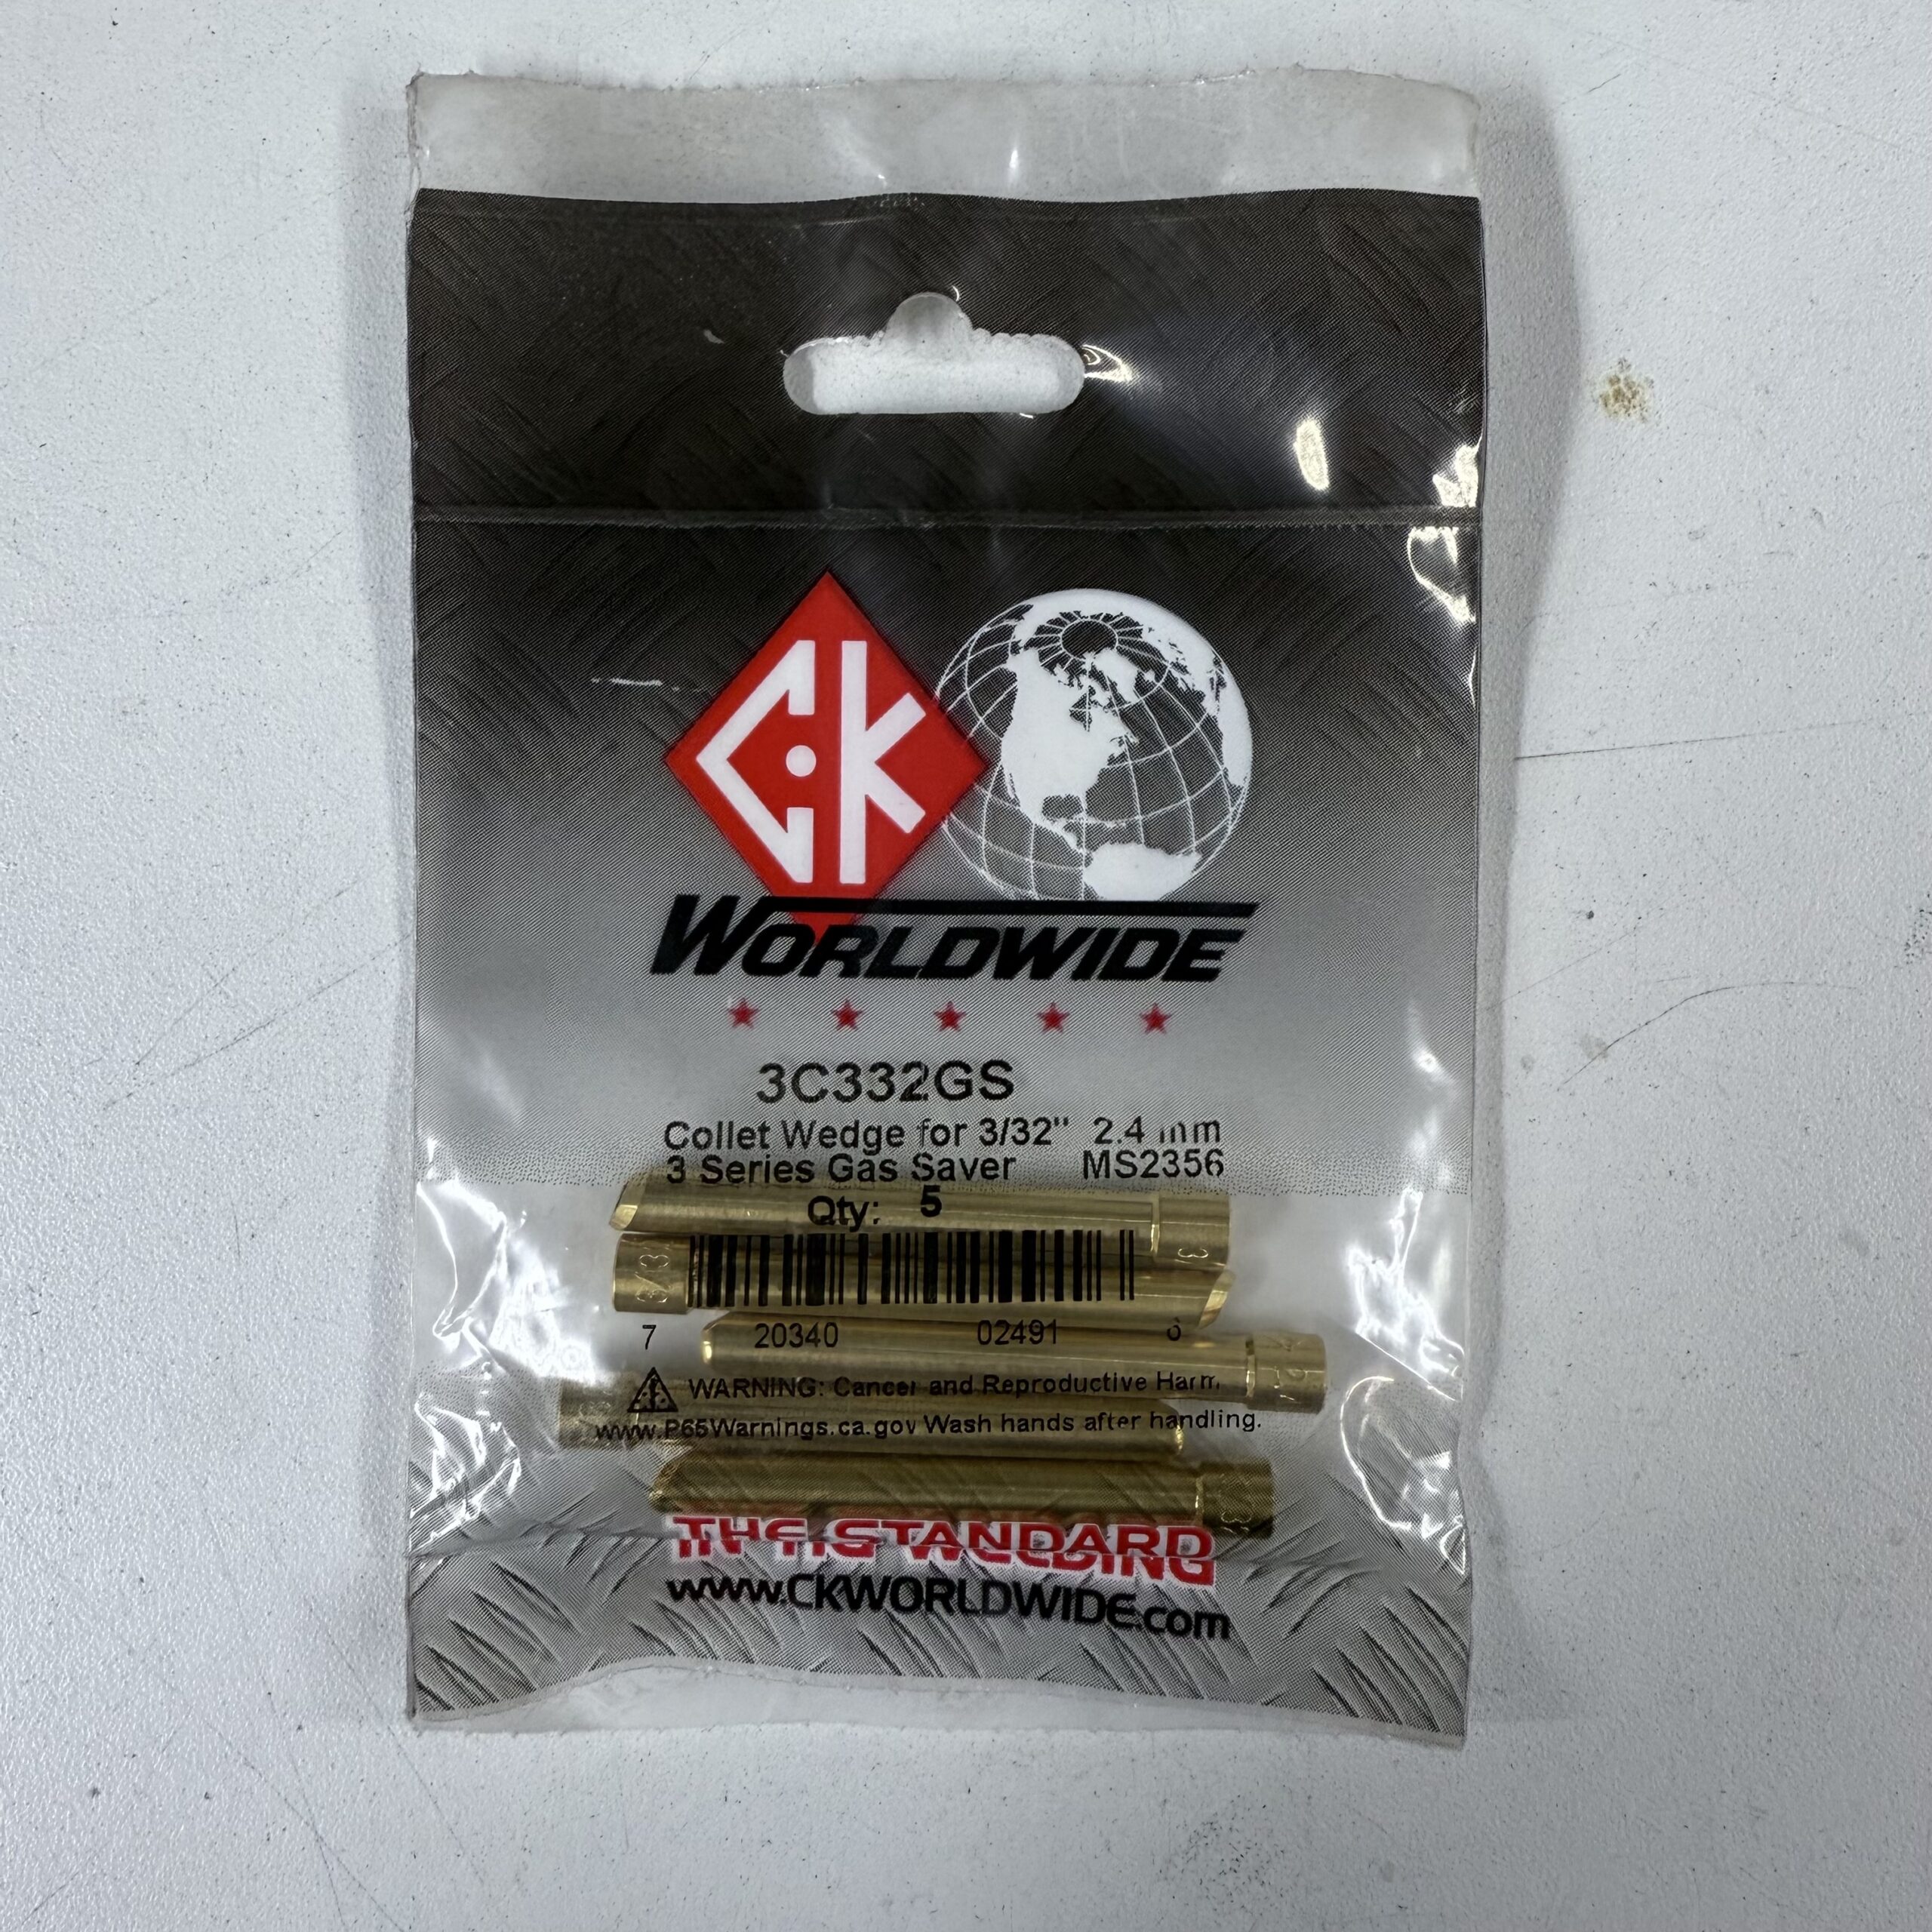 CK
WORLDWIDE
3C332GS
Collet Wedge for 3/32" 2.4 mm
3 Series Gas Saver MS2356
Qty: 5
7 20340 02491 6
WARNING: Cancer and Reproductive Harm,
www.P65Warnings.ca.gov Wash hands after handling.
THE STANDARD
IN TIG WELDING
www.CKWORLDWIDE.com